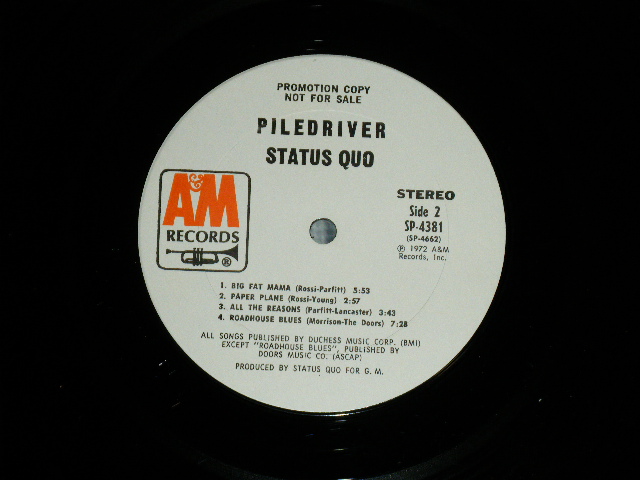 PROMOTION COPY
NOT FOR SALE
PILEDRIVER
STATUS QUO
A&M
RECORDS
®
STEREO
Side 2
SP-4381
(SP-4662)
℗ 1972 A&M
Records, Inc.
1. BIG FAT MAMA (Rossi-Parfitt) 5:53
2. PAPER PLANE (Rossi-Young) 2:57
3. ALL THE REASONS (Parfitt-Lancaster) 3:43
4. ROADHOUSE BLUES (Morrison-The Doors) 7:28
ALL SONGS PUBLISHED BY DUCHESS MUSIC CORP. (BMI)
EXCEPT "ROADHOUSE BLUES", PUBLISHED BY
DOORS MUSIC CO. (ASCAP)
PRODUCED BY STATUS QUO FOR G. M.